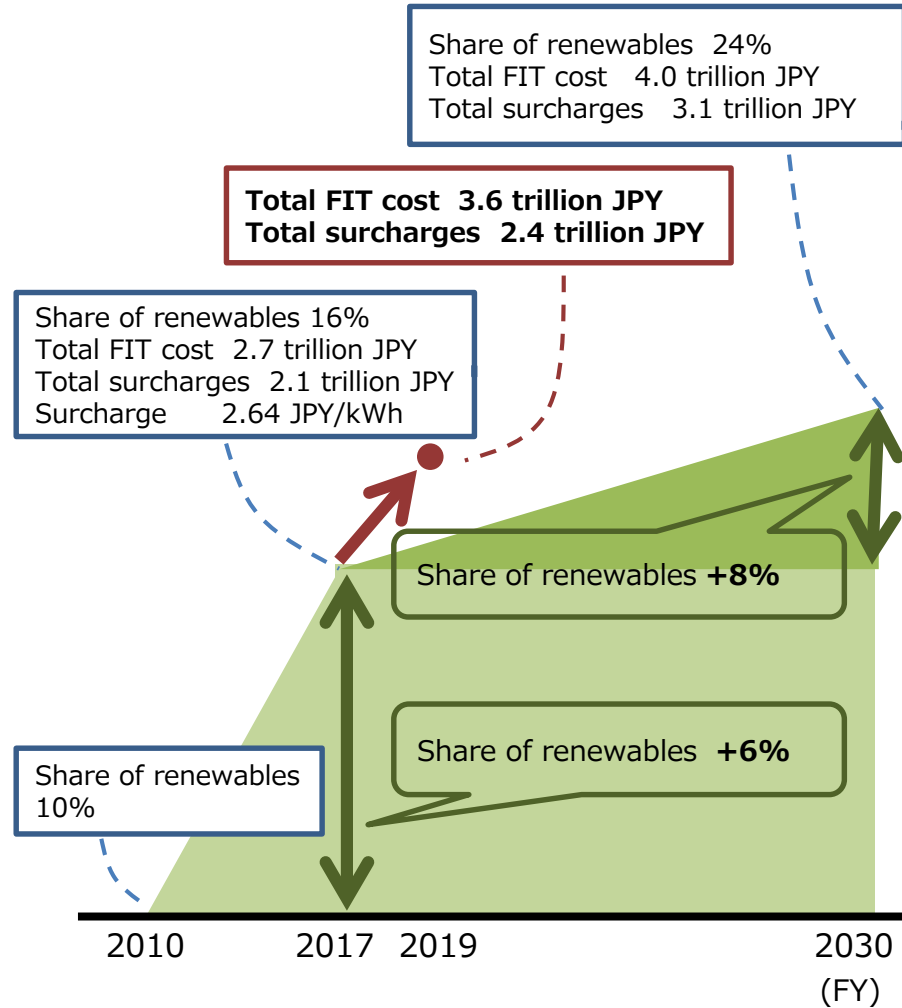 Share of renewables 24%
Total FIT cost 4.0 trillion JPY
Total surcharges 3.1 trillion JPY
Total FIT cost 3.6 trillion JPY
Total surcharges 2.4 trillion JPY
Share of renewables 16%
Total FIT cost 2.7 trillion JPY
Total surcharges 2.1 trillion JPY
Surcharge 2.64 JPY/kWh
Share of renewables +8%
Share of renewables +6%
Share of renewables
10%
2010 2017 2019 2030
(FY)